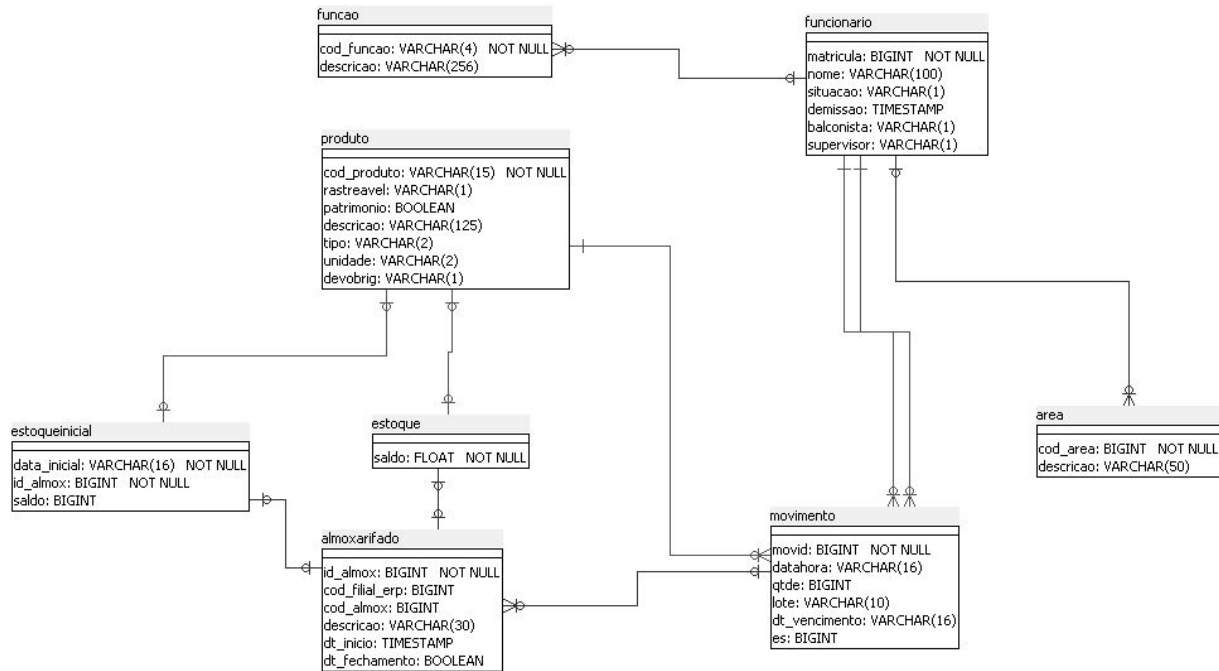 funcao
cod_funcao: VARCHAR(4) NOT NULL
descricao: VARCHAR(256)
funcionario
matricula: BIGINT NOT NULL
nome: VARCHAR(100)
situacao: VARCHAR(1)
demissao: TIMESTAMP
balconista: VARCHAR(1)
supervisor: VARCHAR(1)
produto
cod_produto: VARCHAR(15) NOT NULL
rastreavel: VARCHAR(1)
patrimonio: BOOLEAN
descricao: VARCHAR(125)
tipo: VARCHAR(2)
unidade: VARCHAR(2)
devobrig: VARCHAR(1)
estoqueinicial
data_inicial: VARCHAR(16) NOT NULL
id_almox: BIGINT NOT NULL
saldo: BIGINT
estoque
saldo: FLOAT NOT NULL
area
cod_area: BIGINT NOT NULL
descricao: VARCHAR(50)
almoxarifado
id_almox: BIGINT NOT NULL
cod_filial_erp: BIGINT
cod_almox: BIGINT
descricao: VARCHAR(30)
dt_inicio: TIMESTAMP
dt_fechamento: BOOLEAN
movimento
movid: BIGINT NOT NULL
datahora: VARCHAR(16)
qtde: BIGINT
lote: VARCHAR(10)
dt_vencimento: VARCHAR(16)
es: BIGINT